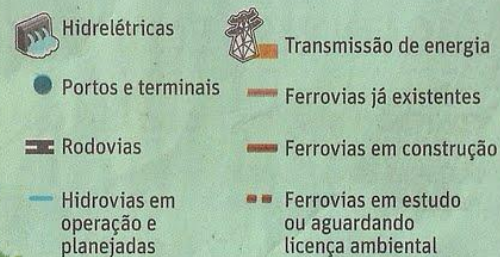 Hidrelétricas
Portos e terminais
Rodovias
Hidrovias em
operação e
planejadas
Transmissão de energia
Ferrovias já existentes
Ferrovias em construção
Ferrovias em estudo
ou aguardando
licença ambiental